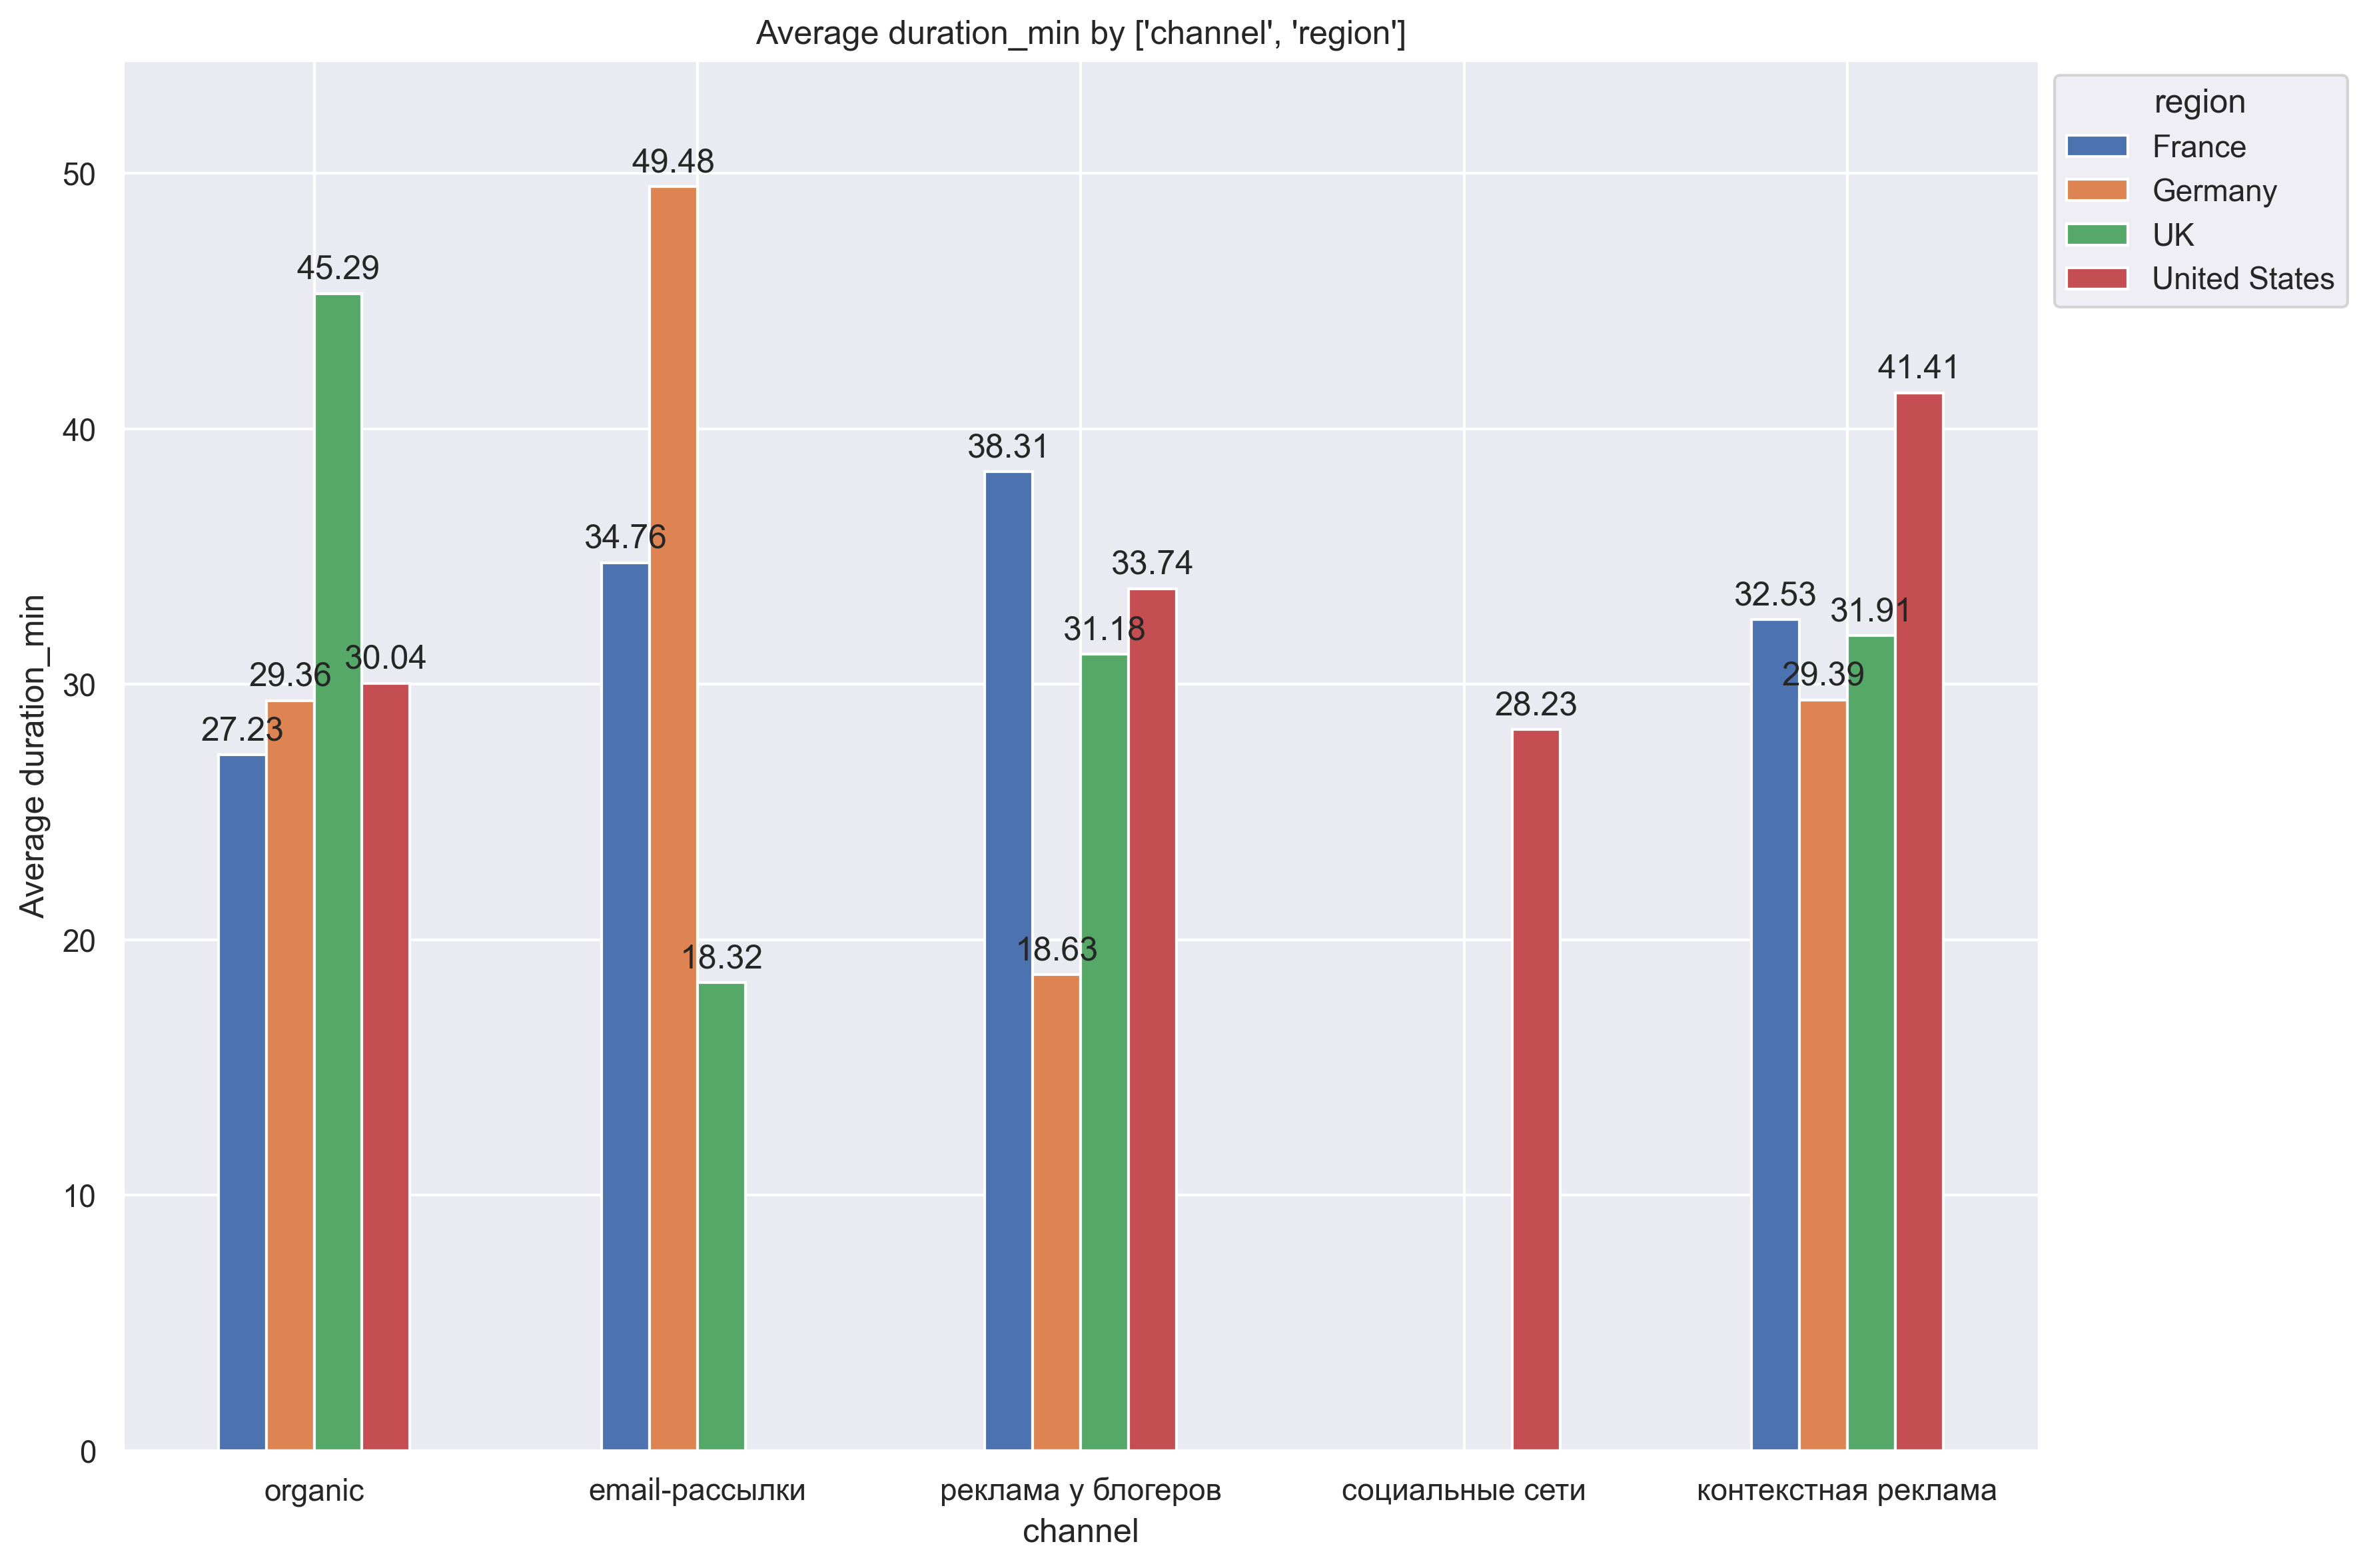 Average duration_min by ['channel', 'region']
region
France
Germany
UK
United States
Average duration_min
50
40
30
20
10
0
27.23
29.36
45.29
30.04
34.76
49.48
18.32
38.31
18.63
31.18
33.74
28.23
32.53
29.39
31.91
41.41
organic
email-рассылки
реклама у блогеров
социальные сети
контекстная реклама
channel